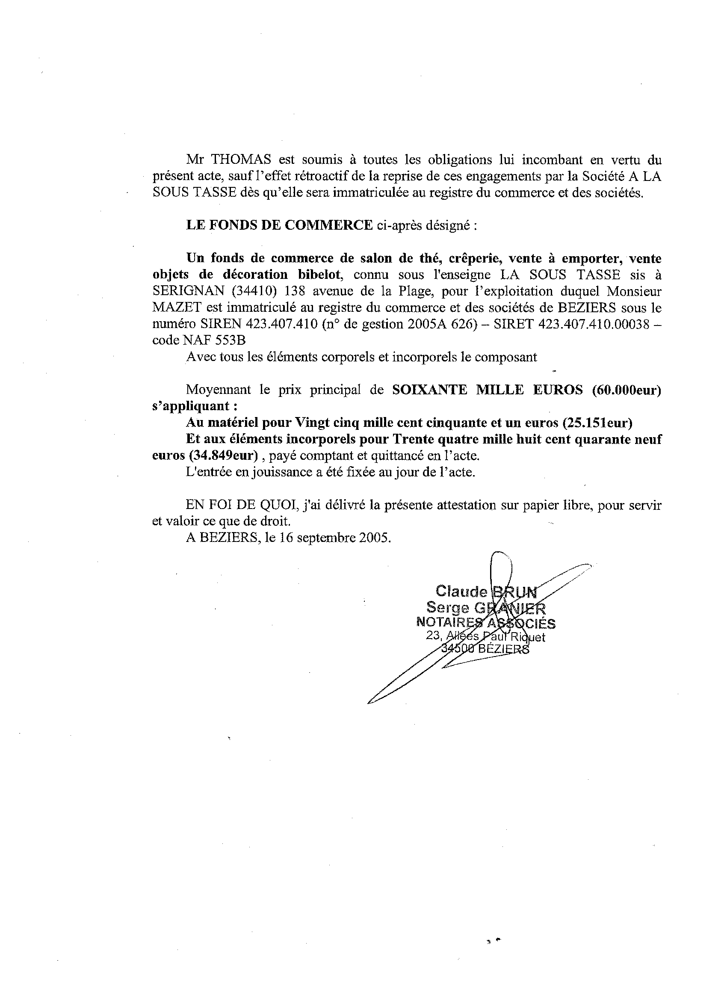 Mr THOMAS est soumis à toutes les obligations lui incombant en vertu du
présent acte, sauf l'effet rétroactif de la reprise de ces engagements par la Société A LA
SOUS TASSE dès qu'elle sera immatriculée au registre du commerce et des sociétés.
LE FONDS DE COMMERCE ci-après désigné :
Un fonds de commerce de salon de thé, crêperie, vente à emporter, vente
objets de décoration bibelot, connu sous l'enseigne LA SOUS TASSE sis à
SERIGNAN (34410) 138 avenue de la Plage, pour l'exploitation duquel Monsieur
MAZET est immatriculé au registre du commerce et des sociétés de BEZIERS sous le
numéro SIREN 423.407.410 (n° de gestion 2005A 626) – SIRET 423.407.410.00038 –
code NAF 553B
Avec tous les éléments corporels et incorporels le composant
Moyennant le prix principal de SOIXANTE MILLE EUROS (60.000eur)
s'appliquant :
Au matériel pour Vingt cinq mille cent cinquante et un euros (25.151eur)
Et aux éléments incorporels pour Trente quatre mille huit cent quarante neuf
euros (34.849eur) , payé comptant et quittancé en l'acte.
L'entrée en jouissance a été fixée au jour de l'acte.
EN FOI DE QUOI, j'ai délivré la présente attestation sur papier libre, pour servir
et valoir ce que de droit.
A BEZIERS, le 16 septembre 2005.
Claude BRUN
Serge GRANIER
NOTAIRES ASSOCIÉS
23, Allées Paul Riquet
34500 BÉZIERS